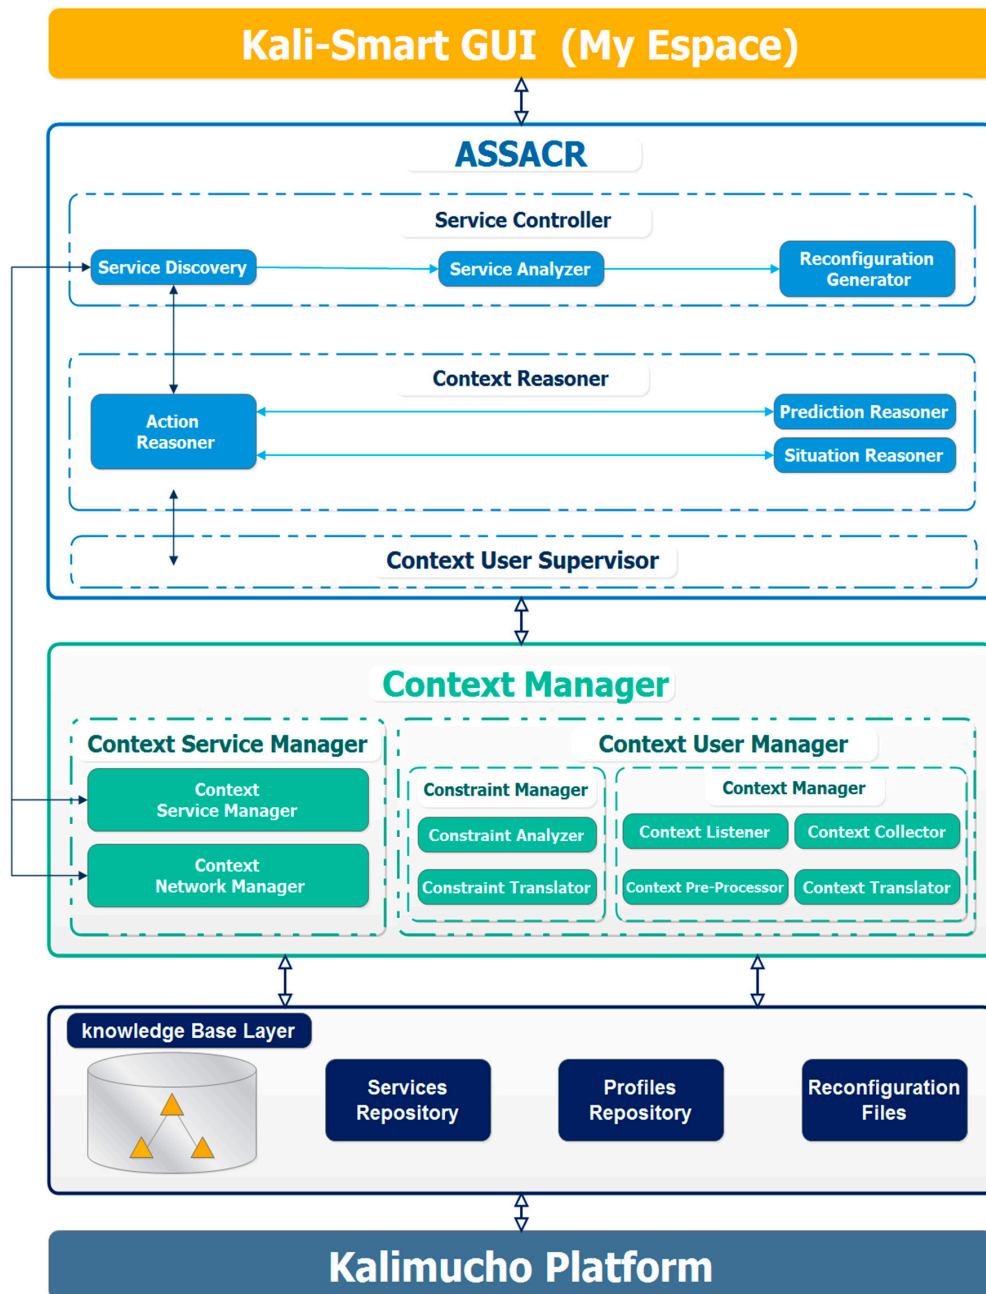 Kali-Smart GUI (My Espace)
ASSACR
Service Controller
Service Discovery
Service Analyzer
Reconfiguration
Generator
Context Reasoner
Action
Reasoner
Prediction Reasoner
Situation Reasoner
Context User Supervisor
Context Manager
Context Service Manager
Context
Service Manager
Context
Network Manager
Context User Manager
Constraint Manager
Constraint Analyzer
Constraint Translator
Context Manager
Context Listener
Context Collector
Context Pre-Processor
Context Translator
knowledge Base Layer
Services
Repository
Profiles
Repository
Reconfiguration
Files
Kalimucho Platform